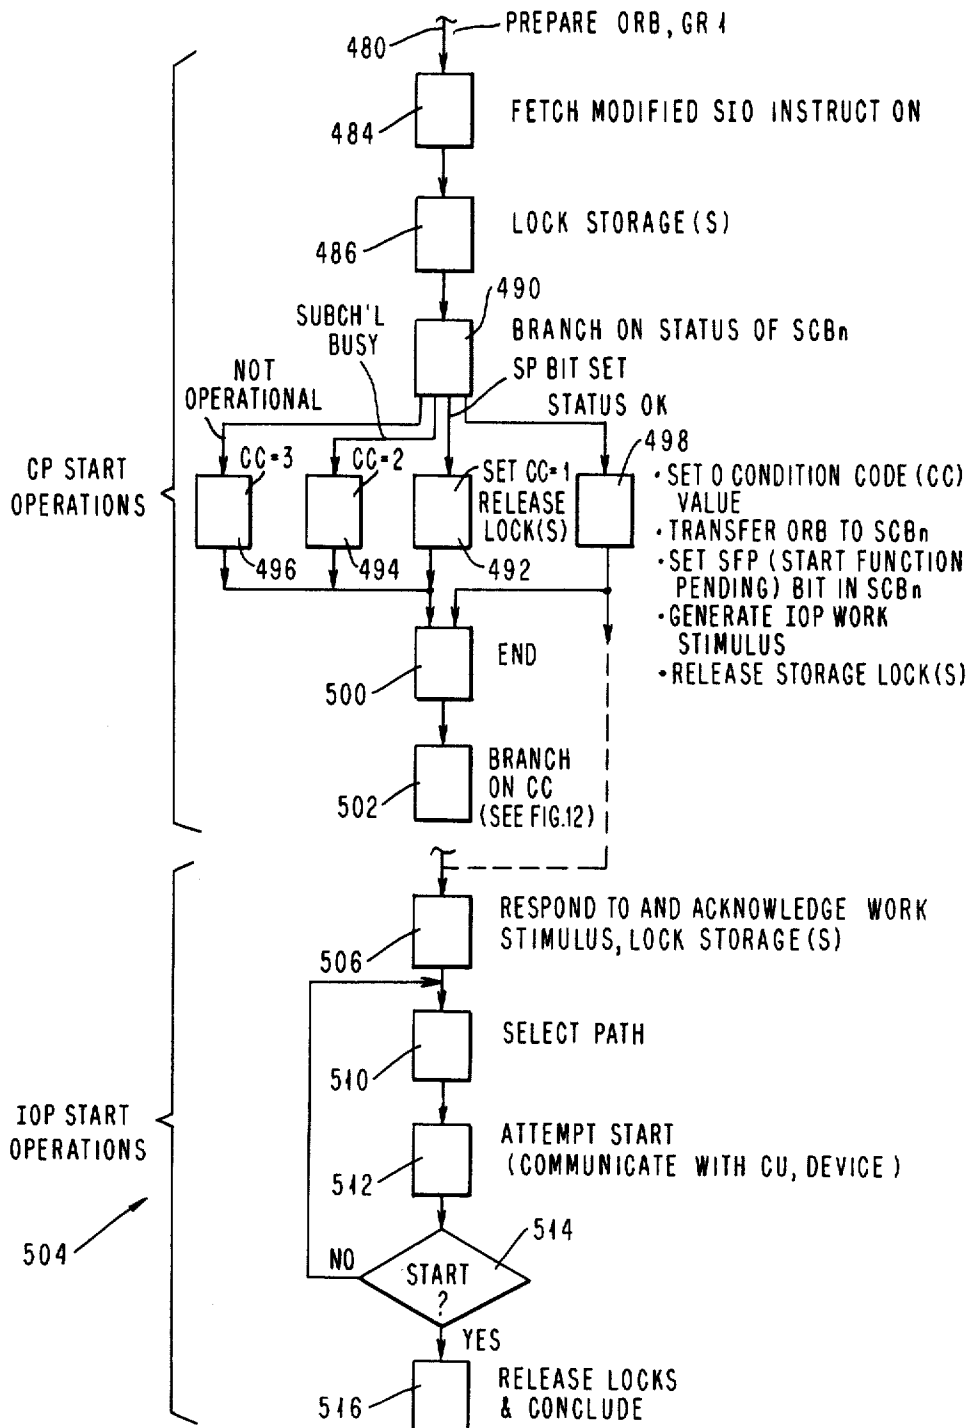 PREPARE ORB, GR 1
480
484
FETCH MODIFIED SIO INSTRUCT ON
486
LOCK STORAGE(S)
490
SUBCH'L
BUSY
BRANCH ON STATUS OF SCBn
SP BIT SET
NOT
OPERATIONAL
STATUS OK
CP START
OPERATIONS
CC=3
CC=2
SET CC=1
RELEASE
LOCK(S)
498
496
494
492
•SET 0 CONDITION CODE (CC)
VALUE
•TRANSFER ORB TO SCBn
•SET SFP (START FUNCTION
PENDING) BIT IN SCBn
•GENERATE IOP WORK
STIMULUS
•RELEASE STORAGE LOCK(S)
500
END
502
BRANCH
ON CC
(SEE FIG.12)
506
RESPOND TO AND ACKNOWLEDGE WORK
STIMULUS, LOCK STORAGE(S)
510
SELECT PATH
IOP START
OPERATIONS
504
512
ATTEMPT START
(COMMUNICATE WITH CU, DEVICE)
514
NO
START
?
YES
516
RELEASE LOCKS
& CONCLUDE